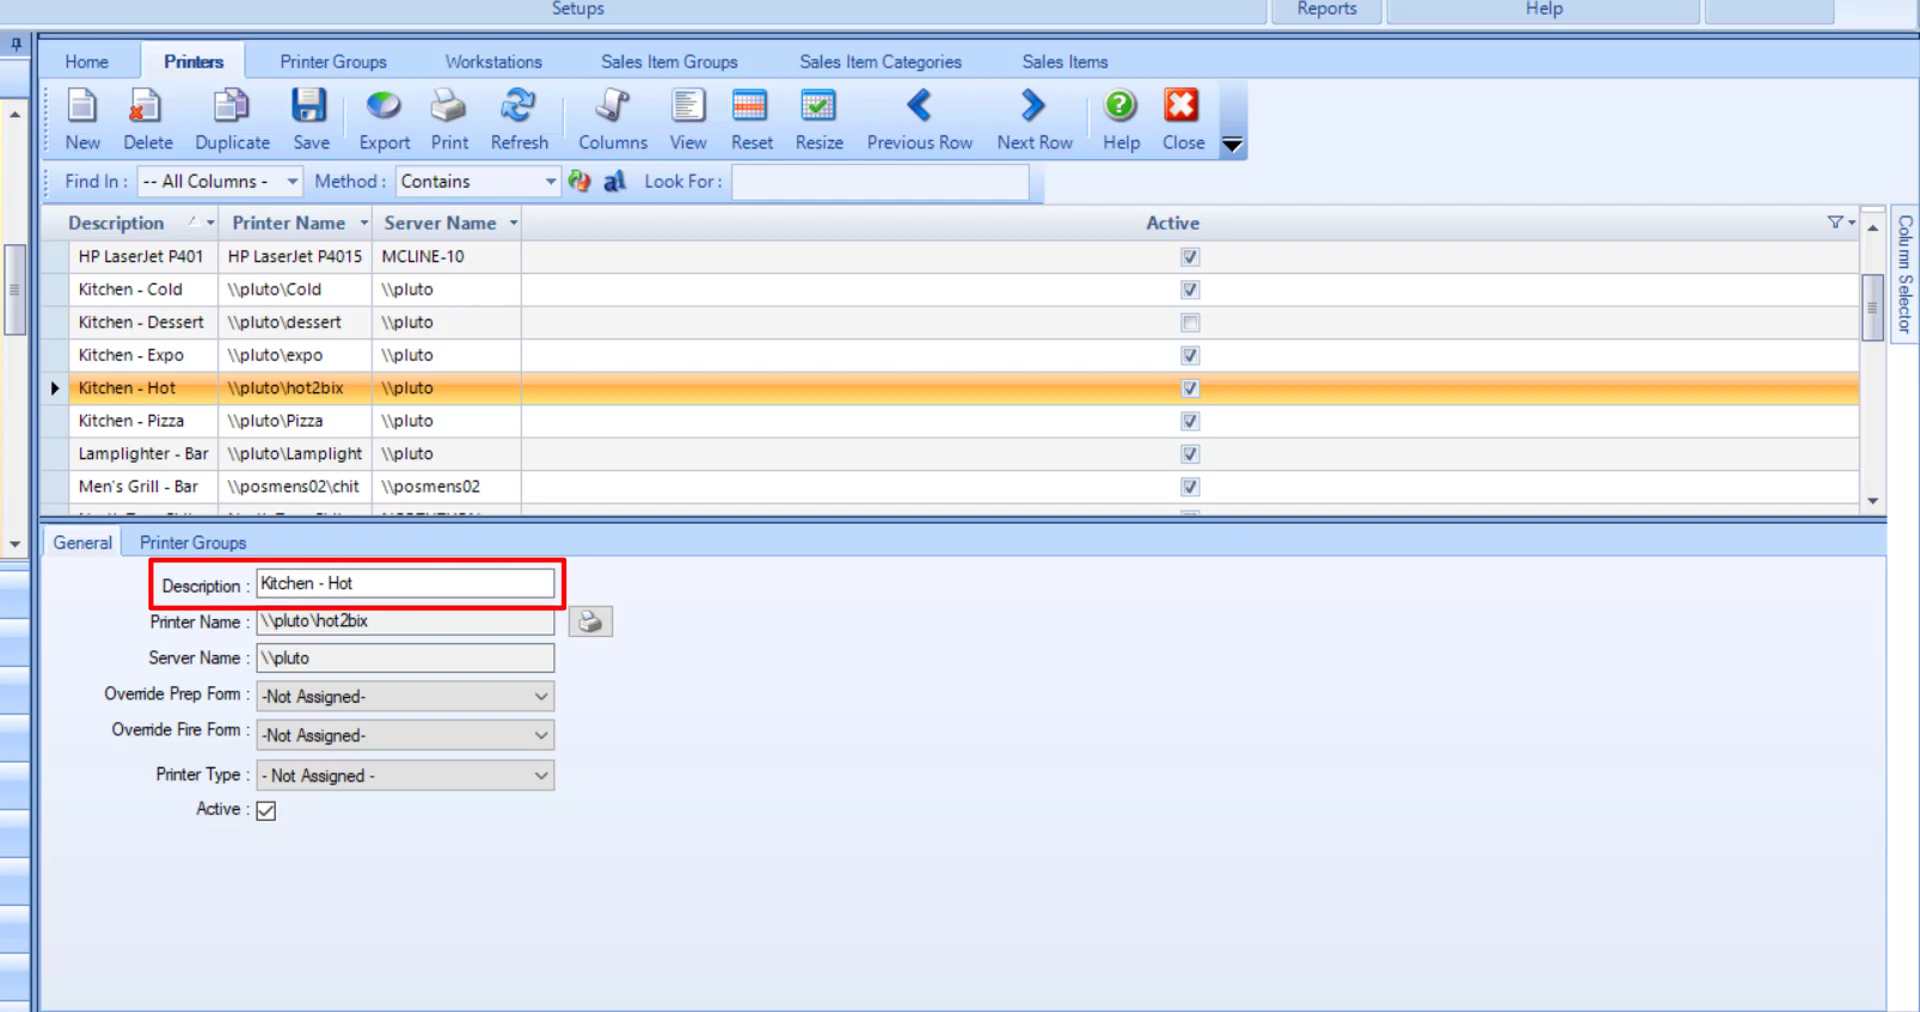 Setups Reports Help
Home Printers Printer Groups Workstations Sales Item Groups Sales Item Categories Sales Items
New Delete Duplicate Save Export Print Refresh Columns View Reset Resize Previous Row Next Row Help Close
Find In : -- All Columns - Method : Contains Look For :
Description Printer Name Server Name Active
HP LaserJet P401 HP LaserJet P4015 MCLINE-10
Kitchen - Cold \\pluto\Cold \\pluto
Kitchen - Dessert \\pluto\dessert \\pluto
Kitchen - Expo \\pluto\expo \\pluto
Kitchen - Hot \\pluto\hot2bix \\pluto
Kitchen - Pizza \\pluto\Pizza \\pluto
Lamplighter - Bar \\pluto\Lamplight \\pluto
Men's Grill - Bar \\posmens02\chit \\posmens02
Column Selector
General Printer Groups
Description : Kitchen - Hot
Printer Name : \\pluto\hot2bix
Server Name : \\pluto
Override Prep Form : -Not Assigned-
Override Fire Form : -Not Assigned-
Printer Type : - Not Assigned -
Active :